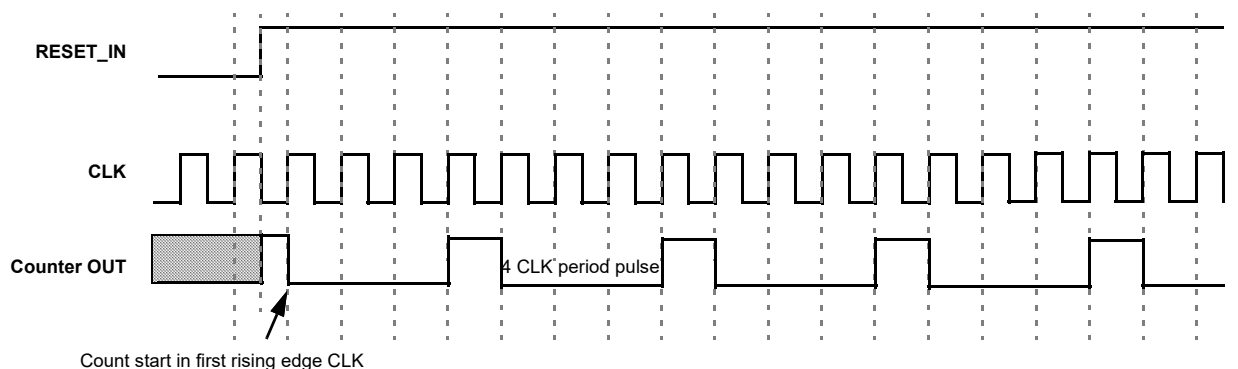 RESET_IN
CLK
Counter OUT
4 CLK period pulse
Count start in first rising edge CLK